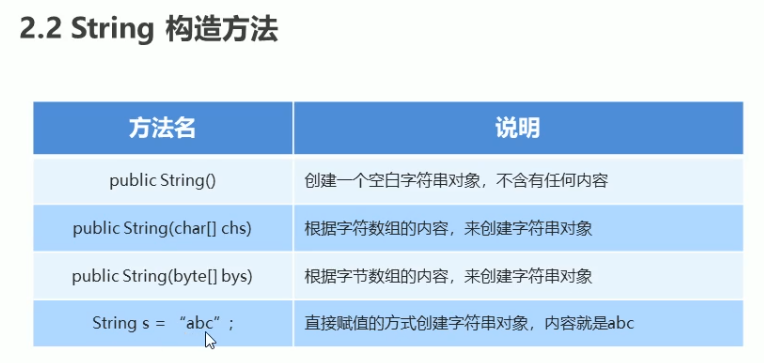 2.2 String 构造方法
方法名 说明
public String() 创建一个空白字符串对象，不含有任何内容
public String(char[] chs) 根据字符数组的内容，来创建字符串对象
public String(byte[] bys) 根据字节数组的内容，来创建字符串对象
String s = “abc”; 直接赋值的方式创建字符串对象，内容就是abc